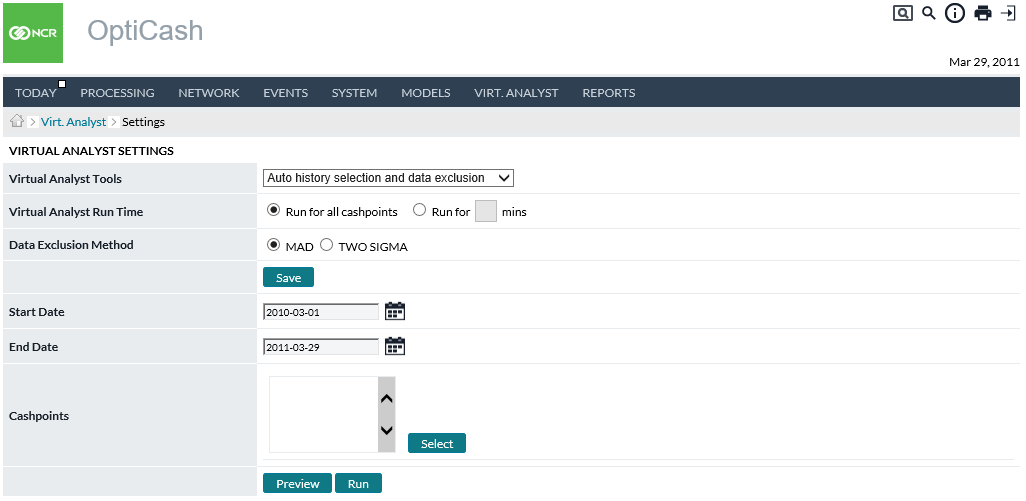 NCR OptiCash
Mar 29, 2011
TODAY PROCESSING NETWORK EVENTS SYSTEM MODELS VIRT. ANALYST REPORTS
> Virt. Analyst > Settings
VIRTUAL ANALYST SETTINGS
Virtual Analyst Tools Auto history selection and data exclusion
Virtual Analyst Run Time Run for all cashpoints Run for mins
Data Exclusion Method MAD TWO SIGMA
Save
Start Date 2010-03-01
End Date 2011-03-29
Cashpoints
Select
Preview Run